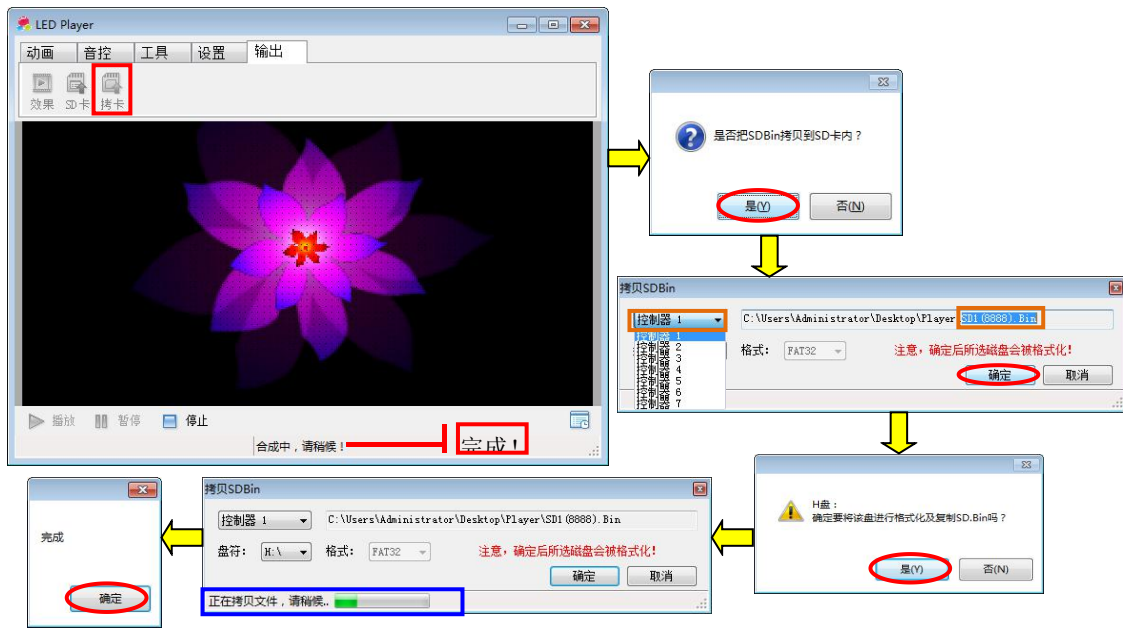 LED Player
动画 音控 工具 设置 输出
效果 SD卡 拷卡
播放 暂停 停止
合成中，请稍候！
完成！
是否把SDBin拷贝到SD卡内？
是(Y) 否(N)
拷贝SDBin
控制器 1 C:\Users\Administrator\Desktop\Player\SD1(8888).Bin
控制器 1
控制器 2
控制器 3
控制器 4
控制器 5
控制器 6
控制器 7
格式： FAT32 注意，确定后所选磁盘会被格式化！
确定 取消
H盘：
确定要将该盘进行格式化及复制SD.Bin吗？
是(Y) 否(N)
拷贝SDBin
控制器 1 C:\Users\Administrator\Desktop\Player\SD1(8888).Bin
盘符： H:\ 格式： FAT32 注意，确定后所选磁盘会被格式化！
确定 取消
正在拷贝文件，请稍候..
完成
确定